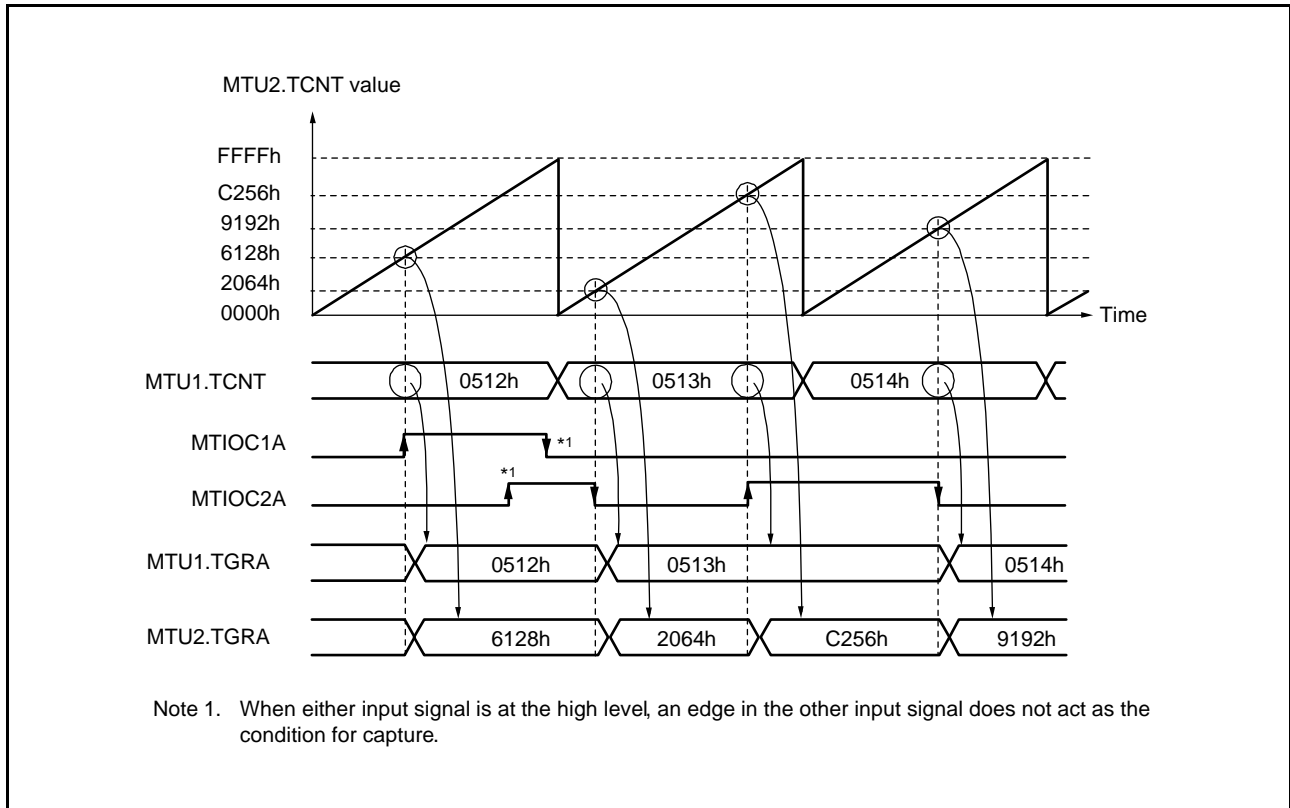 MTU2.TCNT value
FFFFh
C256h
9192h
6128h
2064h
0000h
Time
MTU1.TCNT
0512h
0513h
0514h
MTIOC1A
*1
*1
MTIOC2A
MTU1.TGRA
0512h
0513h
0514h
MTU2.TGRA
6128h
2064h
C256h
9192h
Note 1. When either input signal is at the high level, an edge in the other input signal does not act as the
condition for capture.